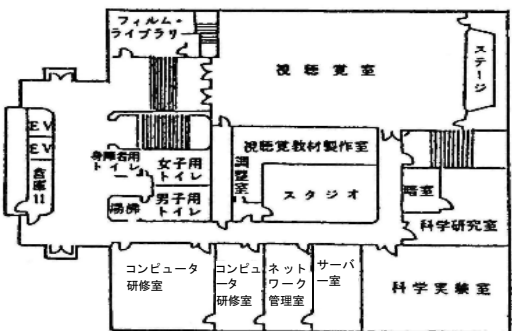 フィルム・
ライブラリ
視聴覚室
ステージ
EV
EV
倉庫11
身障者用
トイレ
女子用
トイレ
男子用
トイレ
湯沸
調整室
視聴覚教材製作室
スタジオ
暗室
科学研究室
科学実験室
コンピュータ
研修室
コンピュ
ータ
研修室
ネット
ワーク
管理室
サーバ
ー室